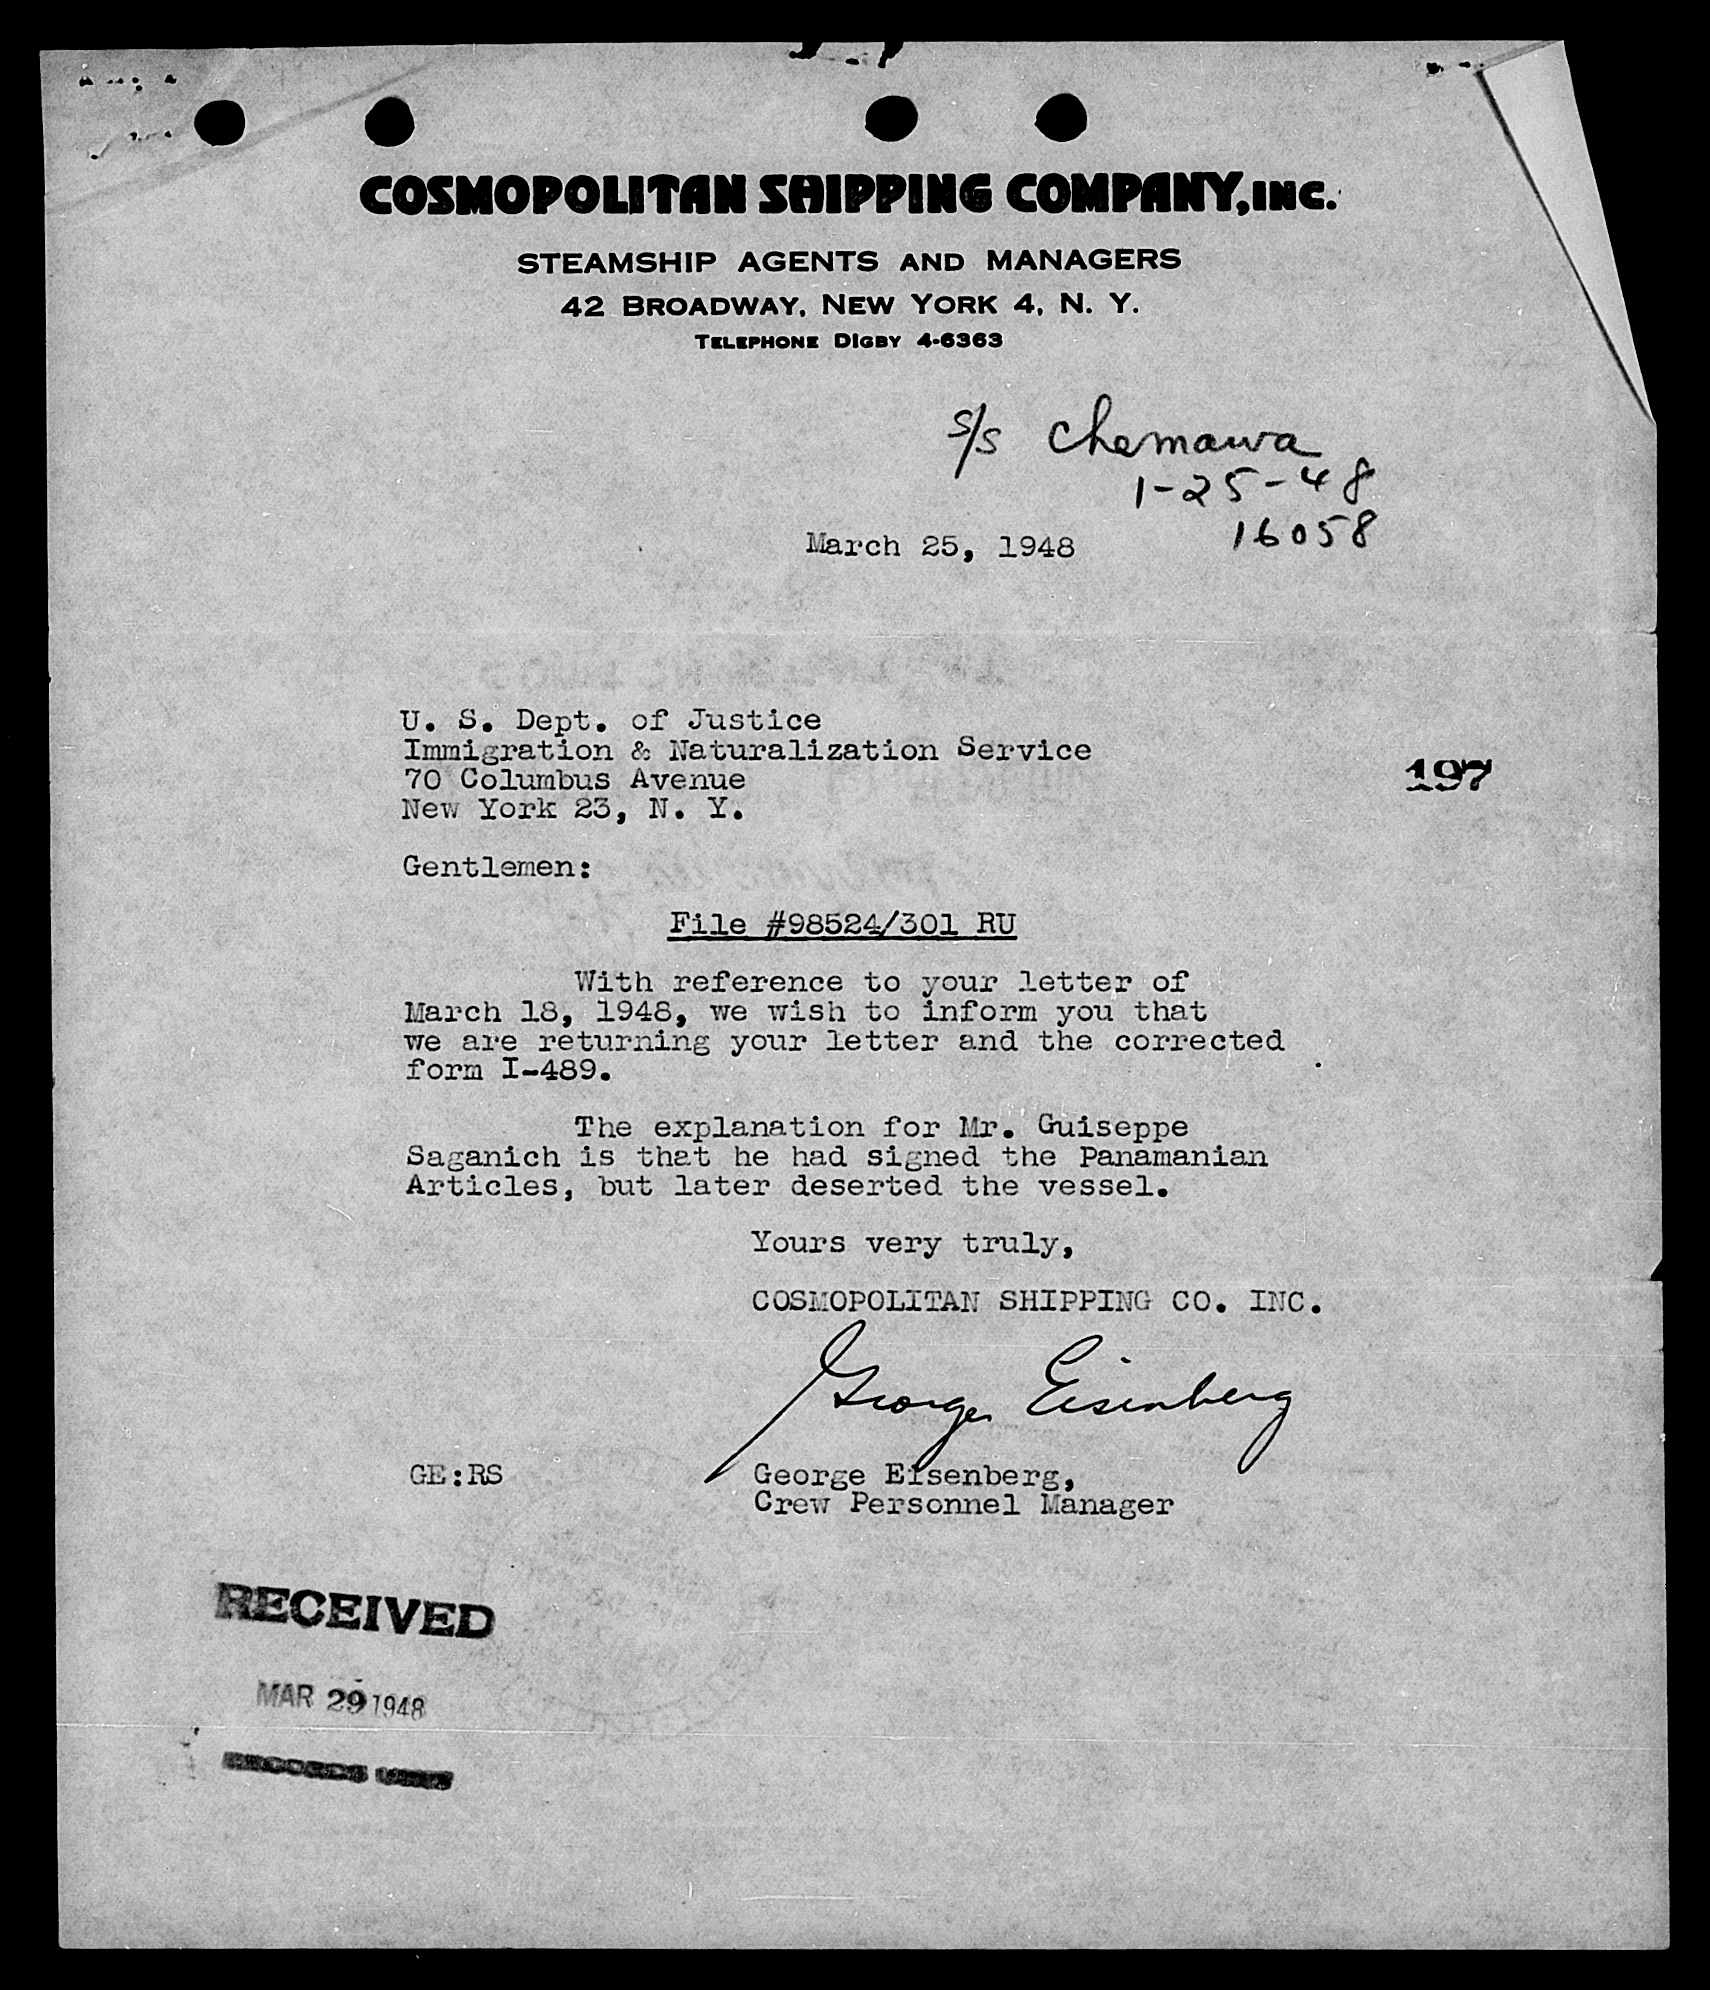 COSMOPOLITAN SHIPPING COMPANY, INC.
STEAMSHIP AGENTS AND MANAGERS
42 BROADWAY, NEW YORK 4, N. Y.
TELEPHONE DIGBY 4-6363
s/s Chemawa
1-25-48
16058
March 25, 1948
U. S. Dept. of Justice
Immigration & Naturalization Service
70 Columbus Avenue
New York 23, N. Y.
197
Gentlemen:
File #98524/301 RU
With reference to your letter of
March 18, 1948, we wish to inform you that
we are returning your letter and the corrected
form I-489.
The explanation for Mr. Guiseppe
Saganich is that he had signed the Panamanian
Articles, but later deserted the vessel.
Yours very truly,
COSMOPOLITAN SHIPPING CO. INC.
George Eisenberg
GE:RS
George Eisenberg,
Crew Personnel Manager
RECEIVED
MAR 29 1948
RECORDS UNIT